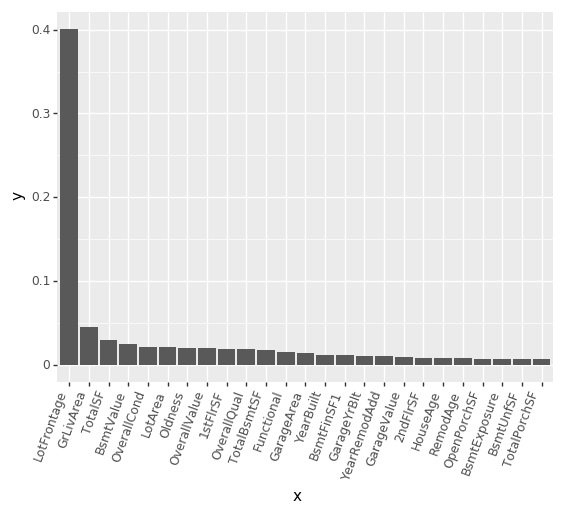 0.4
0.3
0.2
0.1
0
y
LotFrontage
GrLivArea
TotalSF
BsmtValue
OverallCond
LotArea
Oldness
OverallValue
1stFlrSF
OverallQual
TotalBsmtSF
Functional
GarageArea
YearBuilt
BsmtFinSF1
GarageYrBlt
YearRemodAdd
GarageValue
2ndFlrSF
HouseAge
RemodAge
OpenPorchSF
BsmtExposure
BsmtUnfSF
TotalPorchSF
x